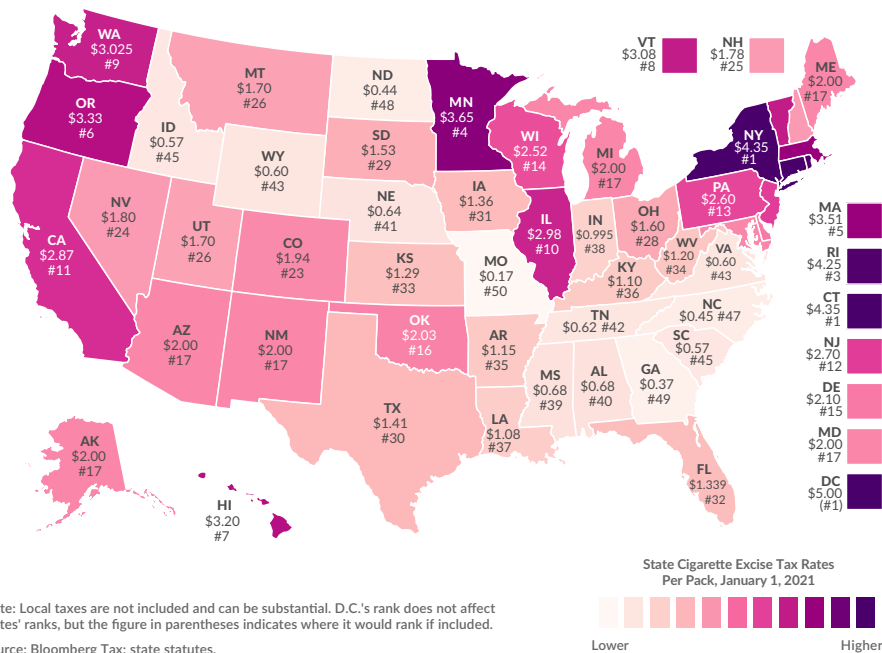 WA
$3.025
#9
OR
$3.33
#6
CA
$2.87
#11
NV
$1.80
#24
ID
$0.57
#45
MT
$1.70
#26
WY
$0.60
#43
UT
$1.70
#26
CO
$1.94
#23
AZ
$2.00
#17
NM
$2.00
#17
ND
$0.44
#48
SD
$1.53
#29
NE
$0.64
#41
KS
$1.29
#33
OK
$2.03
#16
TX
$1.41
#30
MN
$3.65
#4
IA
$1.36
#31
MO
$0.17
#50
AR
$1.15
#35
LA
$1.08
#37
WI
$2.52
#14
IL
$2.98
#10
MI
$2.00
#17
IN
$0.995
#38
OH
$1.60
#28
KY
$1.10
#36
TN
$0.62 #42
MS
$0.68
#39
AL
$0.68
#40
GA
$0.37
#49
FL
$1.339
#32
SC
$0.57
#45
NC
$0.45 #47
VA
$0.60
#43
WV
$1.20
#34
PA
$2.60
#13
NY
$4.35
#1
VT
$3.08
#8
NH
$1.78
#25
ME
$2.00
#17
MA
$3.51
#5
RI
$4.25
#3
CT
$4.35
#1
NJ
$2.70
#12
DE
$2.10
#15
MD
$2.00
#17
DC
$5.00
(#1)
AK
$2.00
#17
HI
$3.20
#7
State Cigarette Excise Tax Rates
Per Pack, January 1, 2021
Lower Higher
te: Local taxes are not included and can be substantial. D.C.'s rank does not affect
tes' ranks, but the figure in parentheses indicates where it would rank if included.
urce: Bloomberg Tax; state statutes.